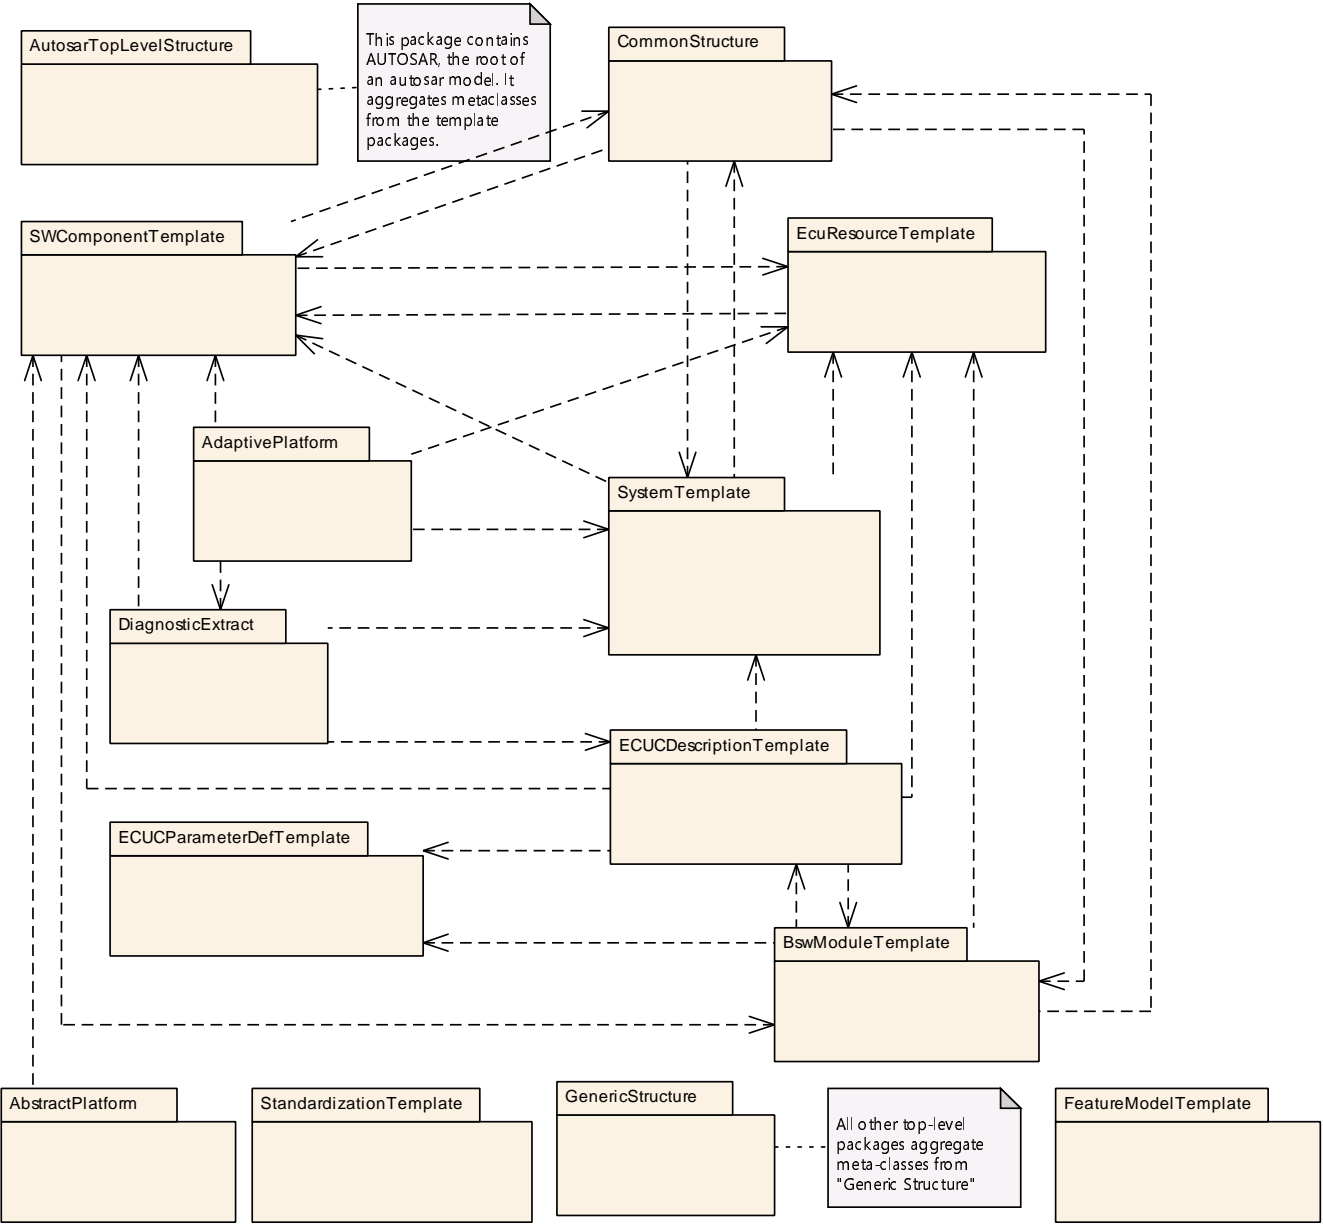 AutosarTopLevelStructure
This package contains
AUTOSAR, the root of
an autosar model. It
aggregates metaclasses
from the template
packages.
CommonStructure
SWComponentTemplate
EcuResourceTemplate
AdaptivePlatform
SystemTemplate
DiagnosticExtract
ECUCDescriptionTemplate
ECUCParameterDefTemplate
BswModuleTemplate
AbstractPlatform
StandardizationTemplate
GenericStructure
All other top-level
packages aggregate
meta-classes from
"Generic Structure"
FeatureModelTemplate